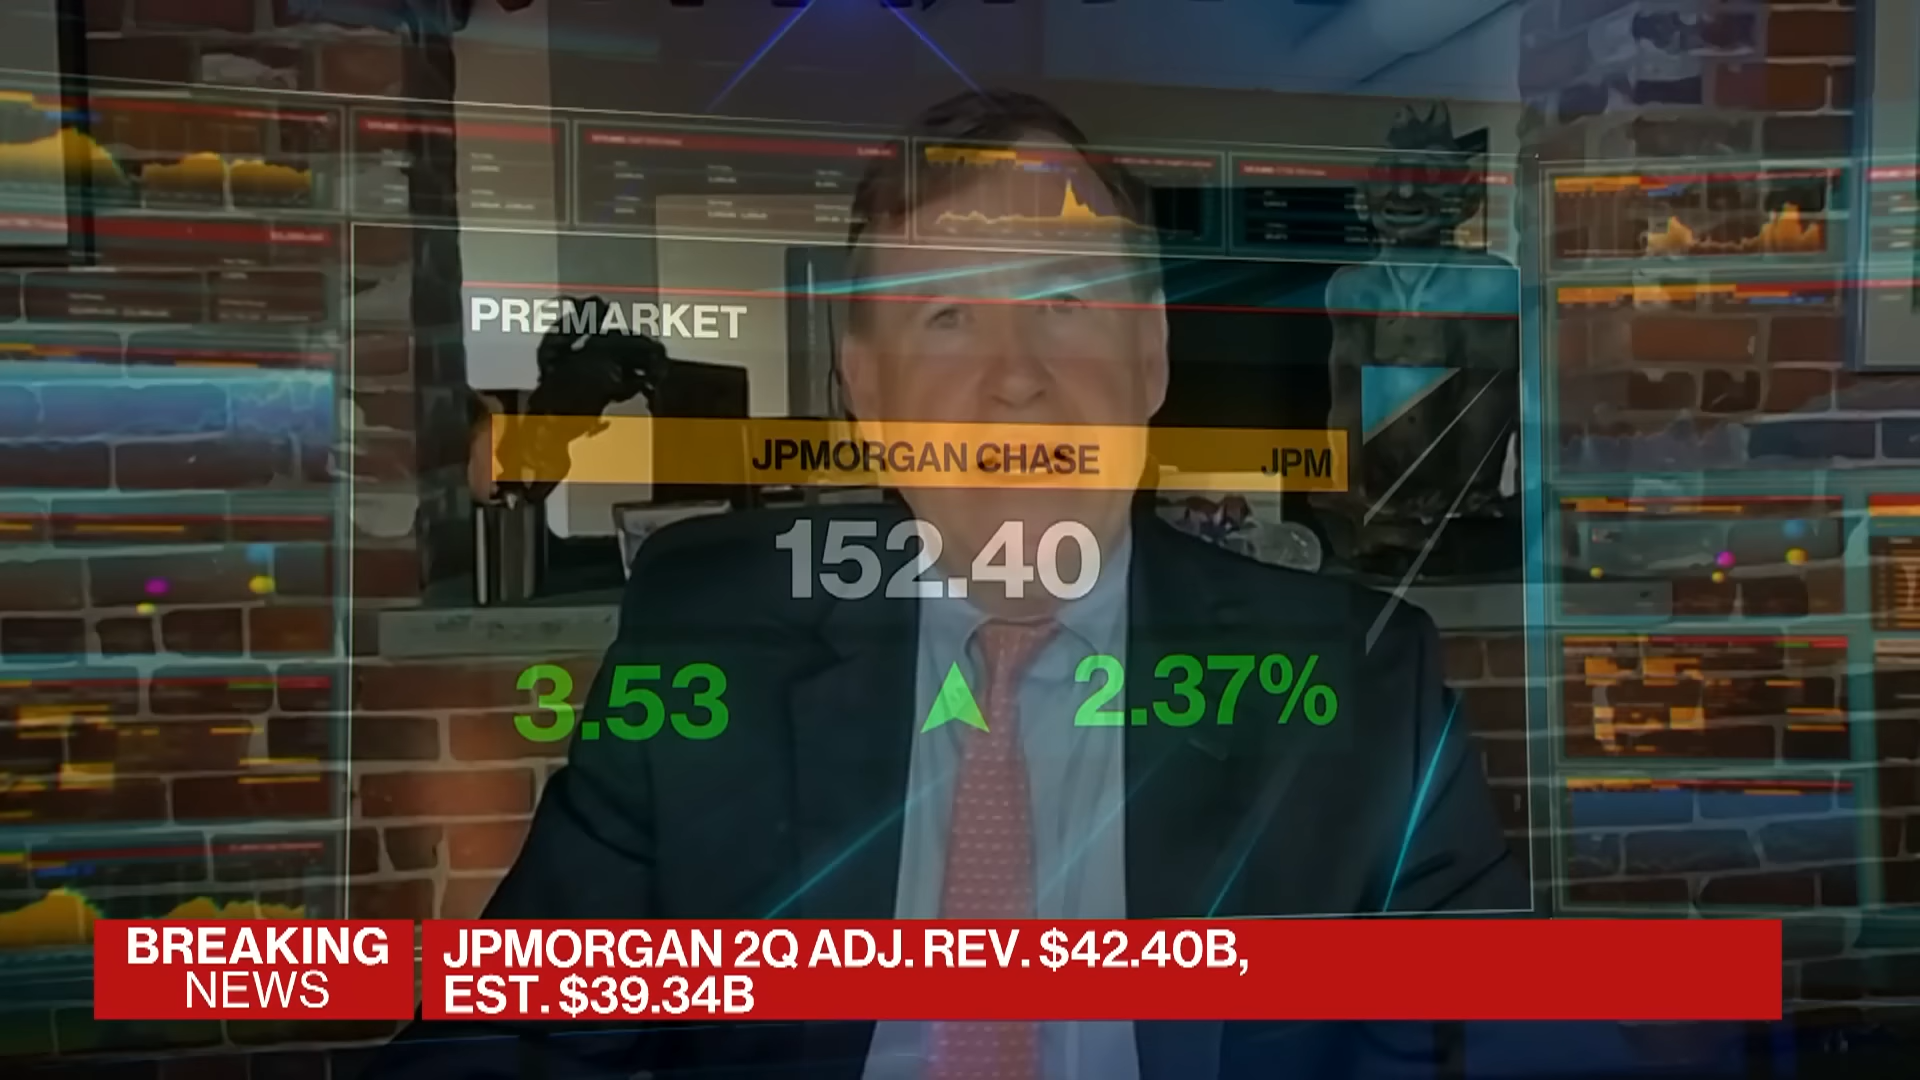 PREMARKET
JPMORGAN CHASE JPM
152.40
3.53 2.37%
BREAKING
NEWS
JPMORGAN 2Q ADJ. REV. $42.40B,
EST. $39.34B